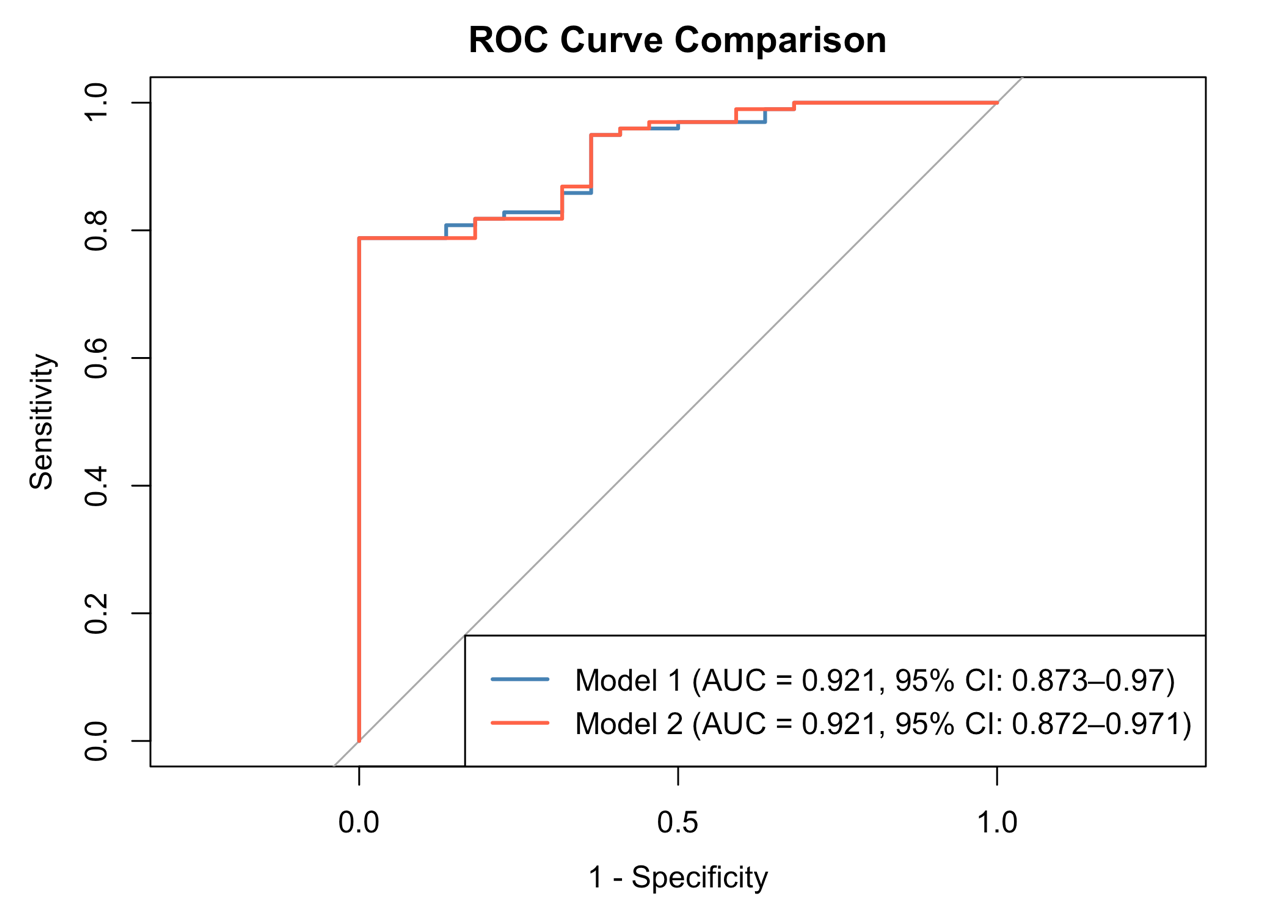 ROC Curve Comparison
1.0
0.8
0.6
0.4
0.2
0.0
Sensitivity
Model 1 (AUC = 0.921, 95% CI: 0.873–0.97)
Model 2 (AUC = 0.921, 95% CI: 0.872–0.971)
0.0 0.5 1.0
1 - Specificity